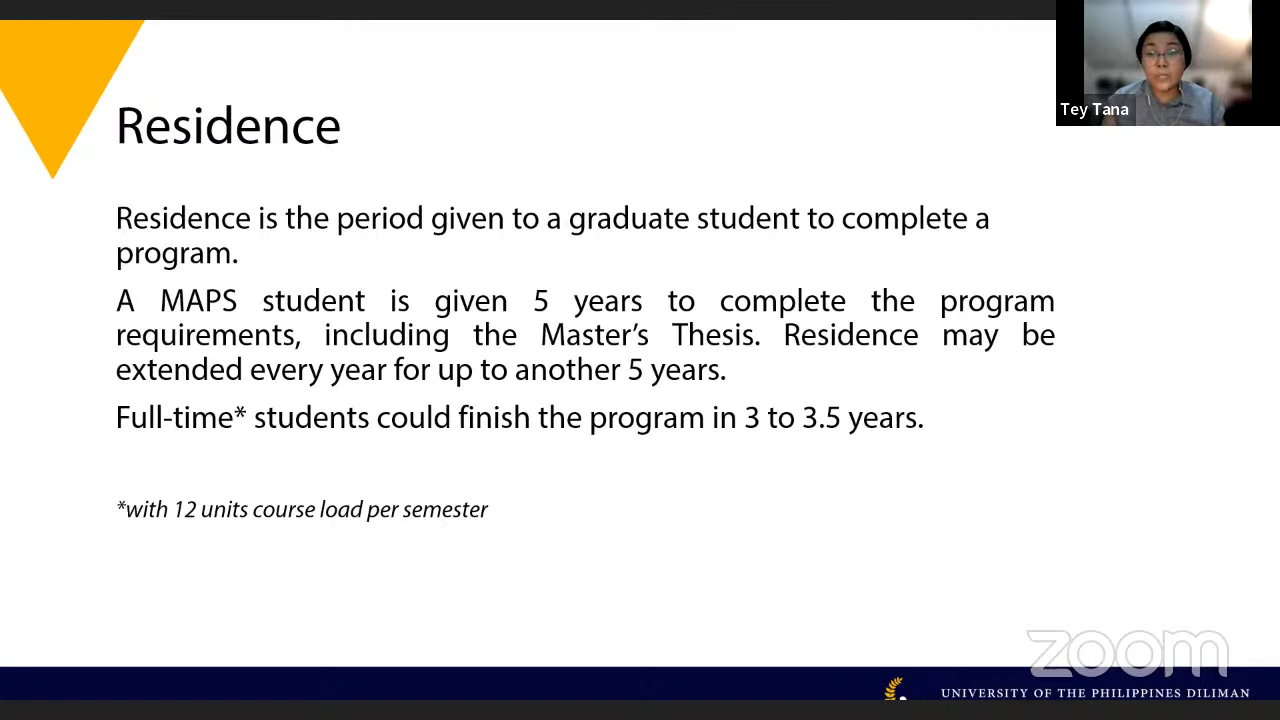 Tey Tana
Residence
Residence is the period given to a graduate student to complete a
program.
A MAPS student is given 5 years to complete the program
requirements, including the Master’s Thesis. Residence may be
extended every year for up to another 5 years.
Full-time* students could finish the program in 3 to 3.5 years.
*with 12 units course load per semester
zoom
UNIVERSITY OF THE PHILIPPINES DILIMAN